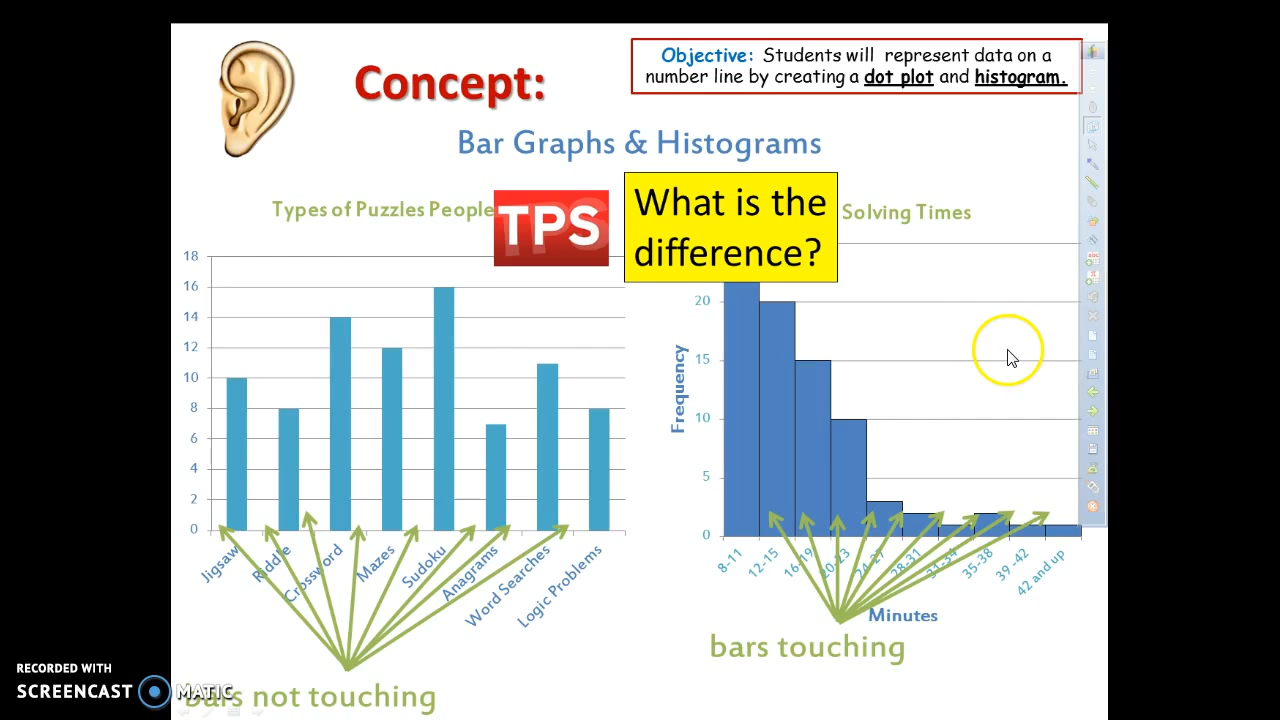 Objective: Students will represent data on a
number line by creating a dot plot and histogram.
Concept:
Bar Graphs & Histograms
Types of Puzzles People
TPS
What is the
difference?
Solving Times
18
16
14
12
10
8
6
4
2
0
Jigsaw
Riddle
Crossword
Mazes
Sudoku
Anagrams
Word Searches
Logic Problems
Frequency
20
15
10
5
0
8-11
12-15
16-19
20-23
24-27
28-31
31-34
35-38
39-42
42 and up
Minutes
bars touching
bars not touching
RECORDED WITH
SCREENCAST MATIC